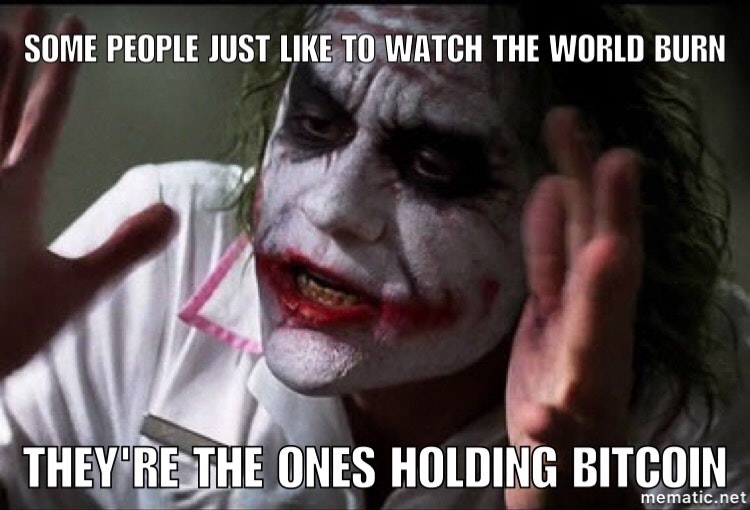 SOME PEOPLE JUST LIKE TO WATCH THE WORLD BURN
THEY'RE THE ONES HOLDING BITCOIN
mematic.net